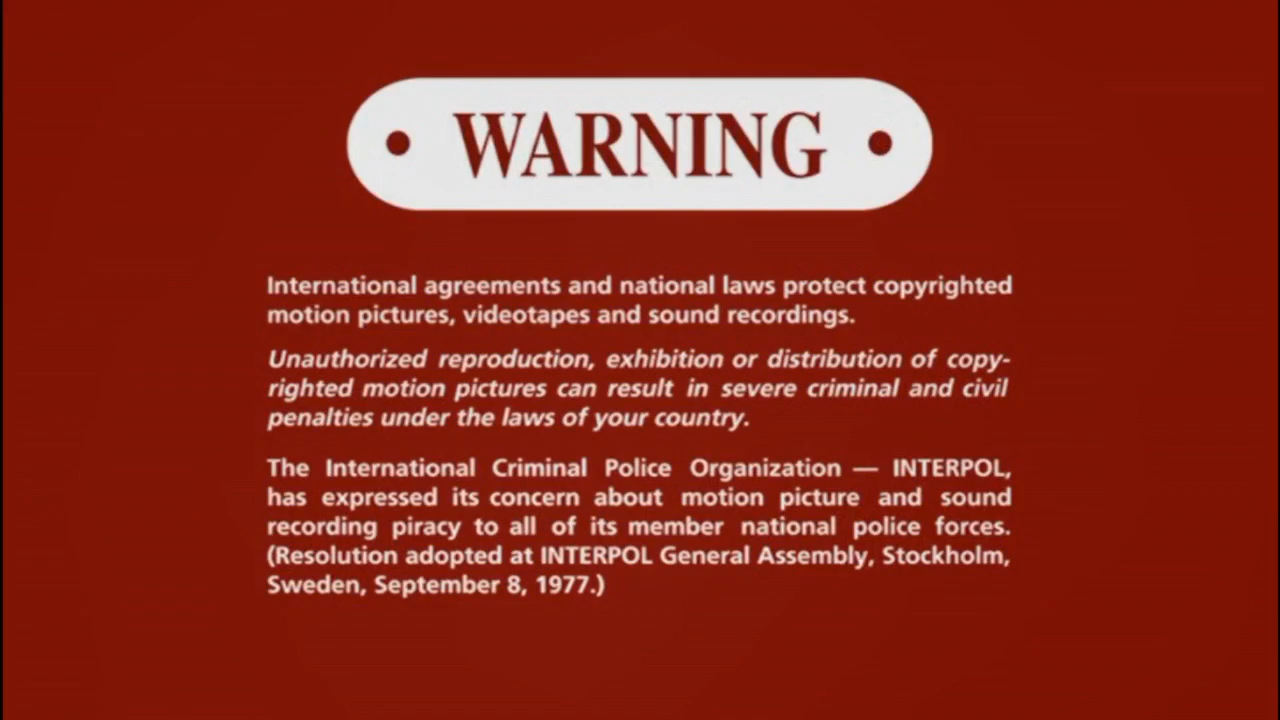 • WARNING •
International agreements and national laws protect copyrighted
motion pictures, videotapes and sound recordings.
Unauthorized reproduction, exhibition or distribution of copy-
righted motion pictures can result in severe criminal and civil
penalties under the laws of your country.
The International Criminal Police Organization — INTERPOL,
has expressed its concern about motion picture and sound
recording piracy to all of its member national police forces.
(Resolution adopted at INTERPOL General Assembly, Stockholm,
Sweden, September 8, 1977.)